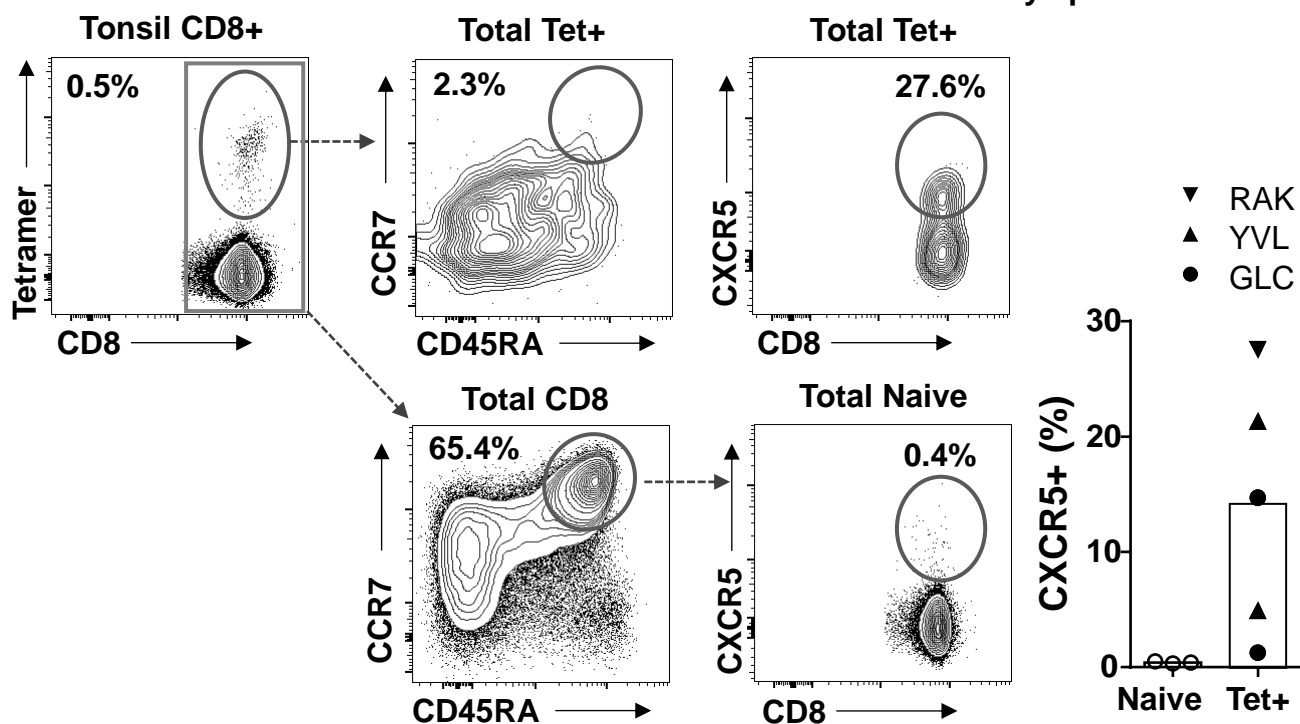 Tonsil CD8+
Total Tet+
Total Tet+
0.5%
2.3%
27.6%
Tetramer
CCR7
CXCR5
CD8
CD45RA
CD8
RAK
YVL
GLC
Total CD8
Total Naive
65.4%
0.4%
CCR7
CXCR5
CD45RA
CD8
CXCR5+ (%)
30
20
10
0
Naive
Tet+